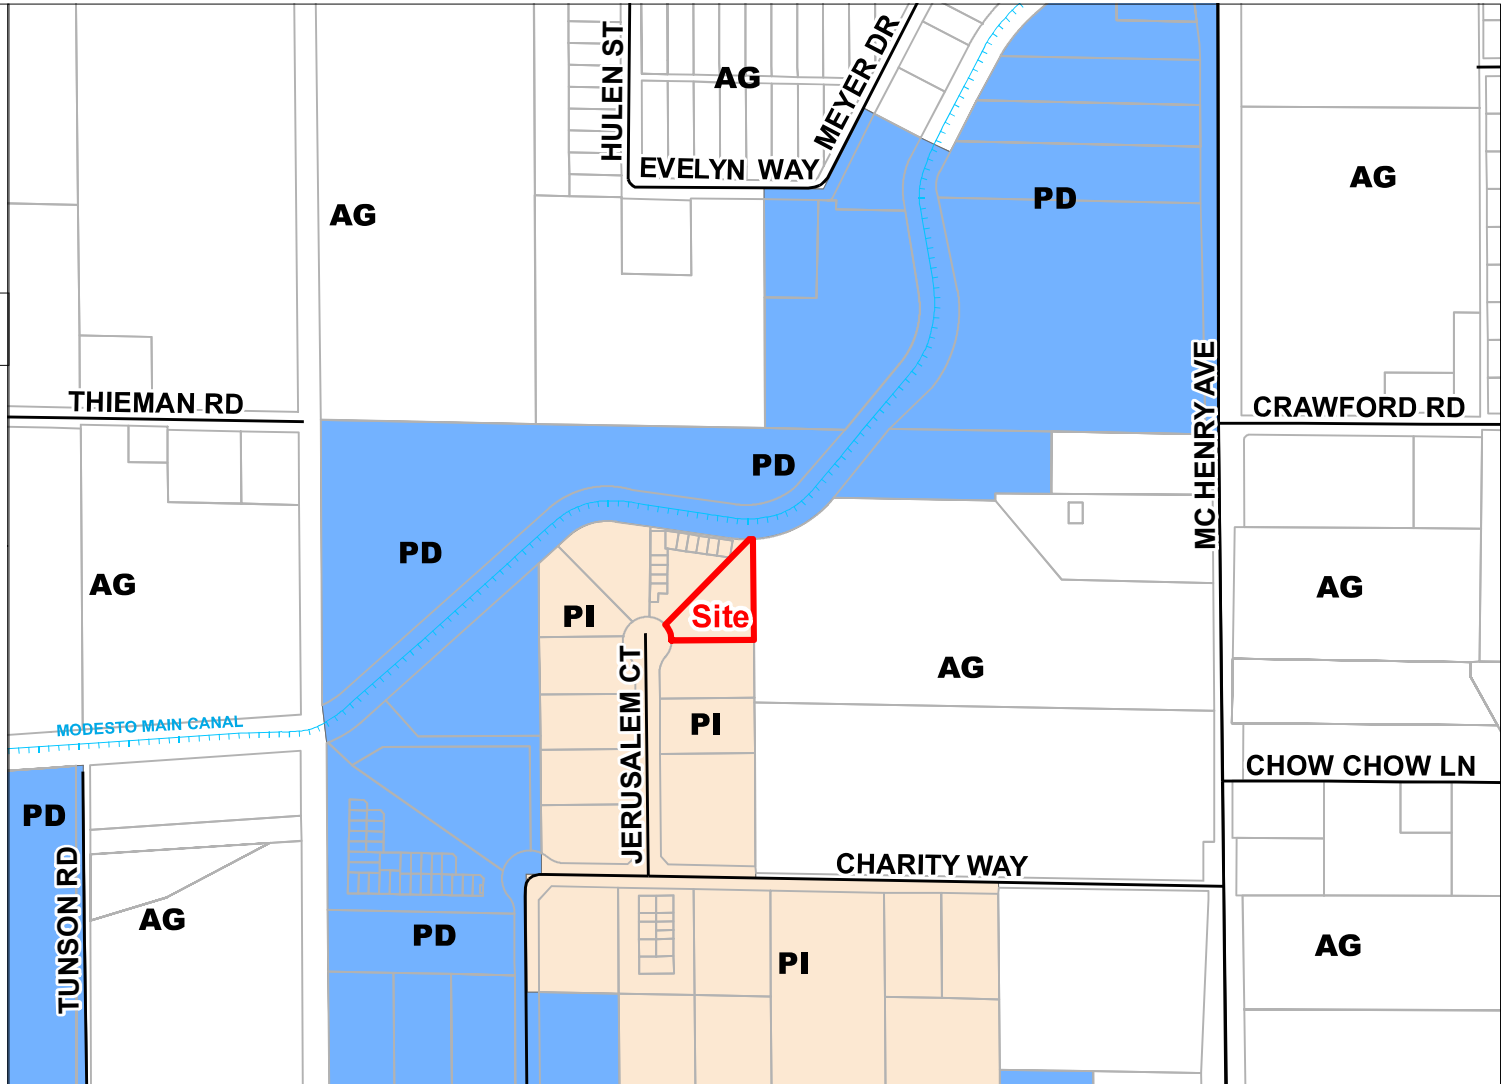 HULEN ST
AG
MEYER DR
EVELYN WAY
AG
PD
AG
THIEMAN RD
MC HENRY AVE
CRAWFORD RD
PD
PD
AG
AG
PI
Site
JERUSALEM CT
AG
PI
MODESTO MAIN CANAL
CHOW CHOW LN
PD
TUNSON RD
CHARITY WAY
AG
PD
PI
AG